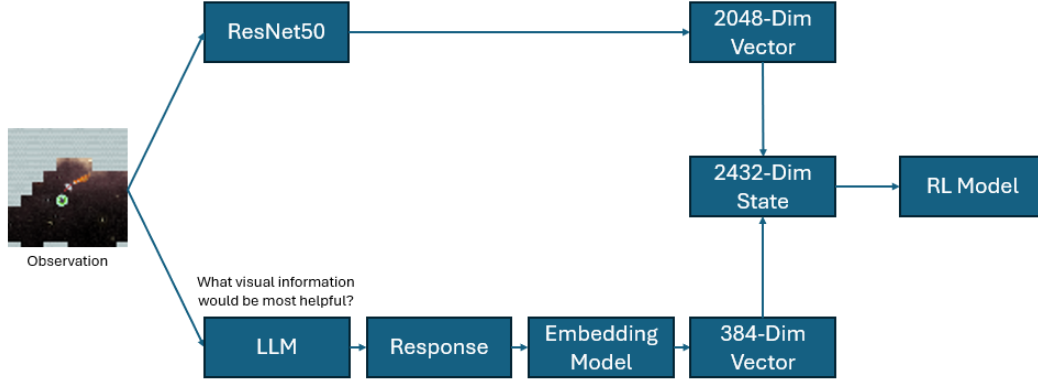 ResNet50
2048-Dim
Vector
Observation
2432-Dim
State
RL Model
What visual information
would be most helpful?
LLM
Response
Embedding
Model
384-Dim
Vector